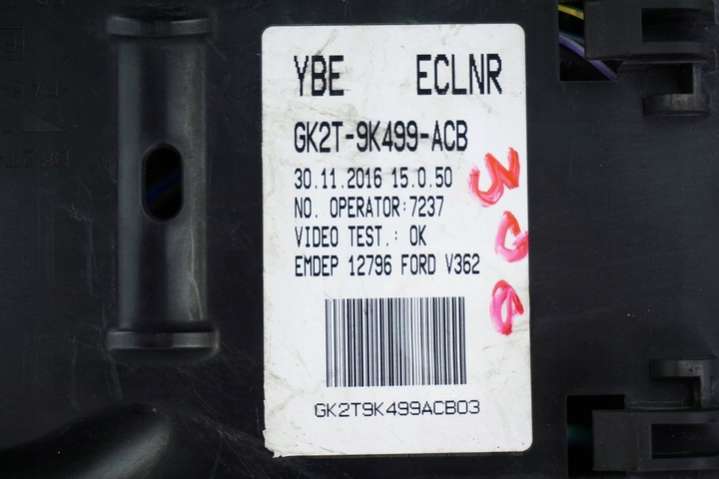 YBE ECLNR
GK2T-9K499-ACB
30.11.2016 15.0.50
NO. OPERATOR:7237
VIDEO TEST.: OK
EMDEP 12796 FORD V362
GK2T9K499ACB03